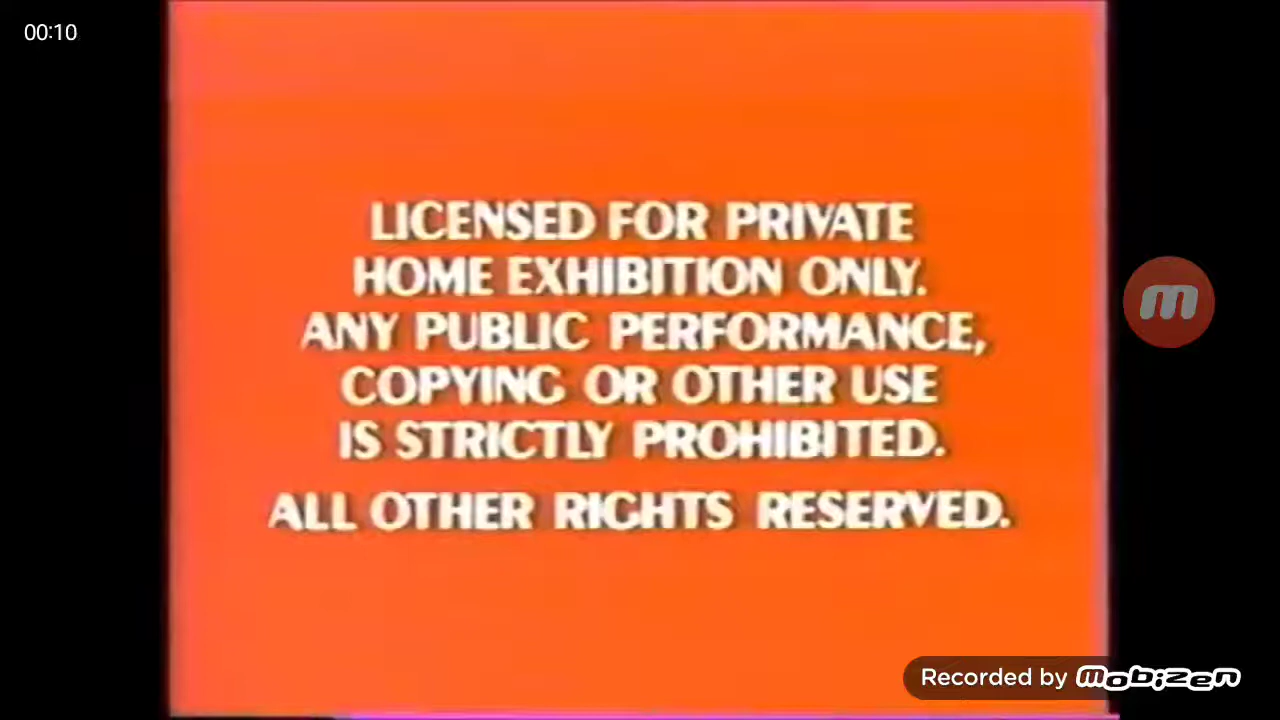 00:10
LICENSED FOR PRIVATE
HOME EXHIBITION ONLY.
ANY PUBLIC PERFORMANCE,
COPYING OR OTHER USE
IS STRICTLY PROHIBITED.
ALL OTHER RIGHTS RESERVED.
m
Recorded by mobizen